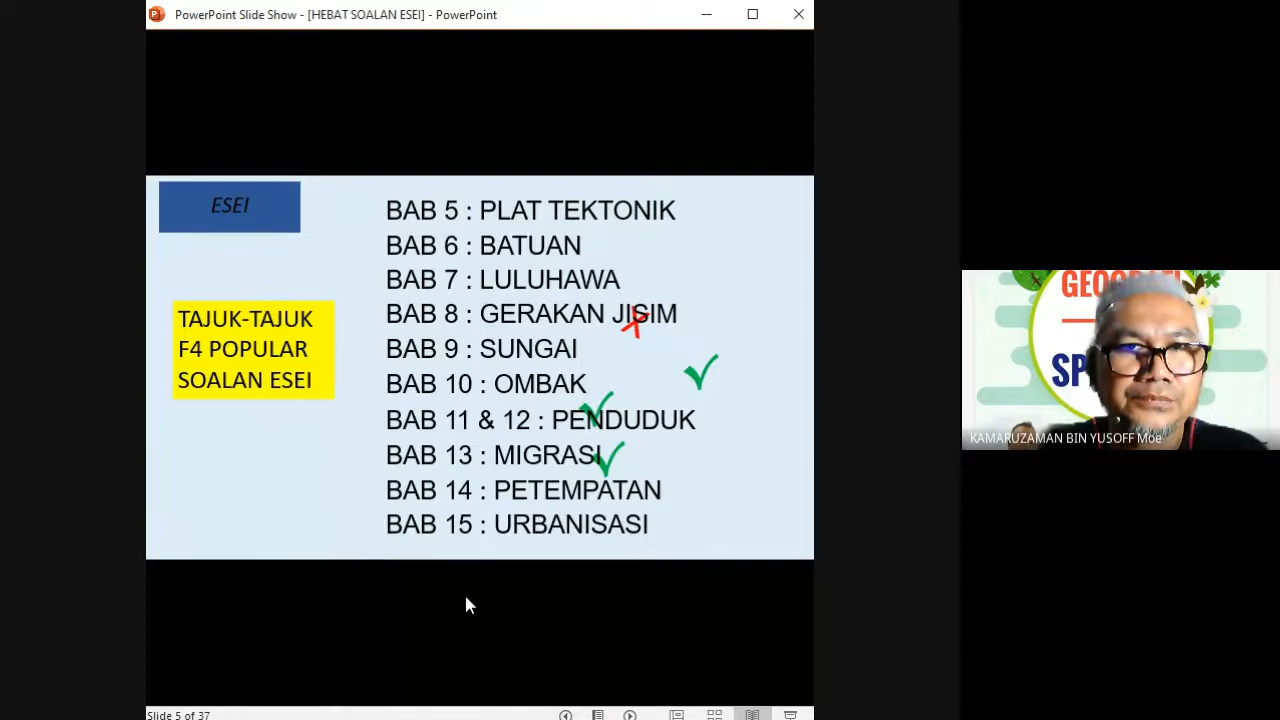 PowerPoint Slide Show - [HEBAT SOALAN ESEI] - PowerPoint
ESEI
TAJUK-TAJUK
F4 POPULAR
SOALAN ESEI
BAB 5 : PLAT TEKTONIK
BAB 6 : BATUAN
BAB 7 : LULUHAWA
BAB 8 : GERAKAN JISIM
BAB 9 : SUNGAI
BAB 10 : OMBAK
BAB 11 & 12 : PENDUDUK
BAB 13 : MIGRASI
BAB 14 : PETEMPATAN
BAB 15 : URBANISASI
SP
KAMARUZAMAN BIN YUSOFF Moe
Slide 5 of 37